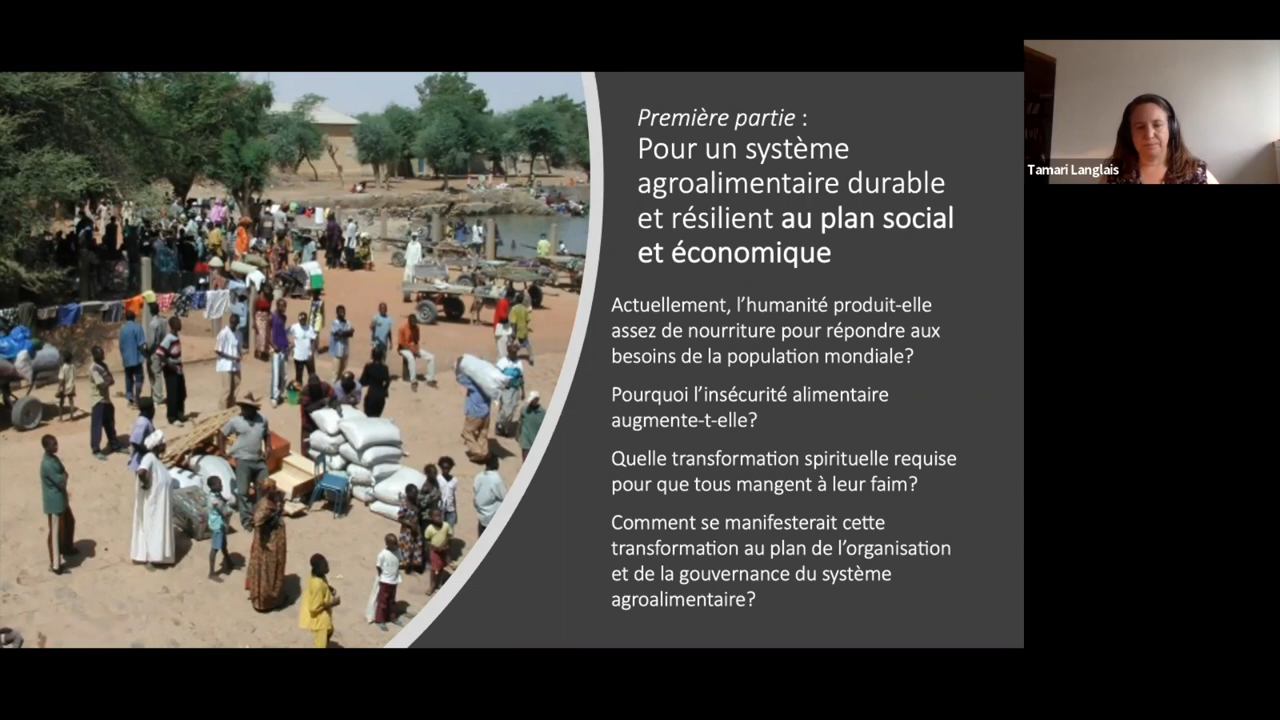 Première partie :
Pour un système
agroalimentaire durable
et résilient au plan social
et économique
Actuellement, l’humanité produit-elle
assez de nourriture pour répondre aux
besoins de la population mondiale?
Pourquoi l’insécurité alimentaire
augmente-t-elle?
Quelle transformation spirituelle requise
pour que tous mangent à leur faim?
Comment se manifesterait cette
transformation au plan de l’organisation
et de la gouvernance du système
agroalimentaire?
Tamari Langlais